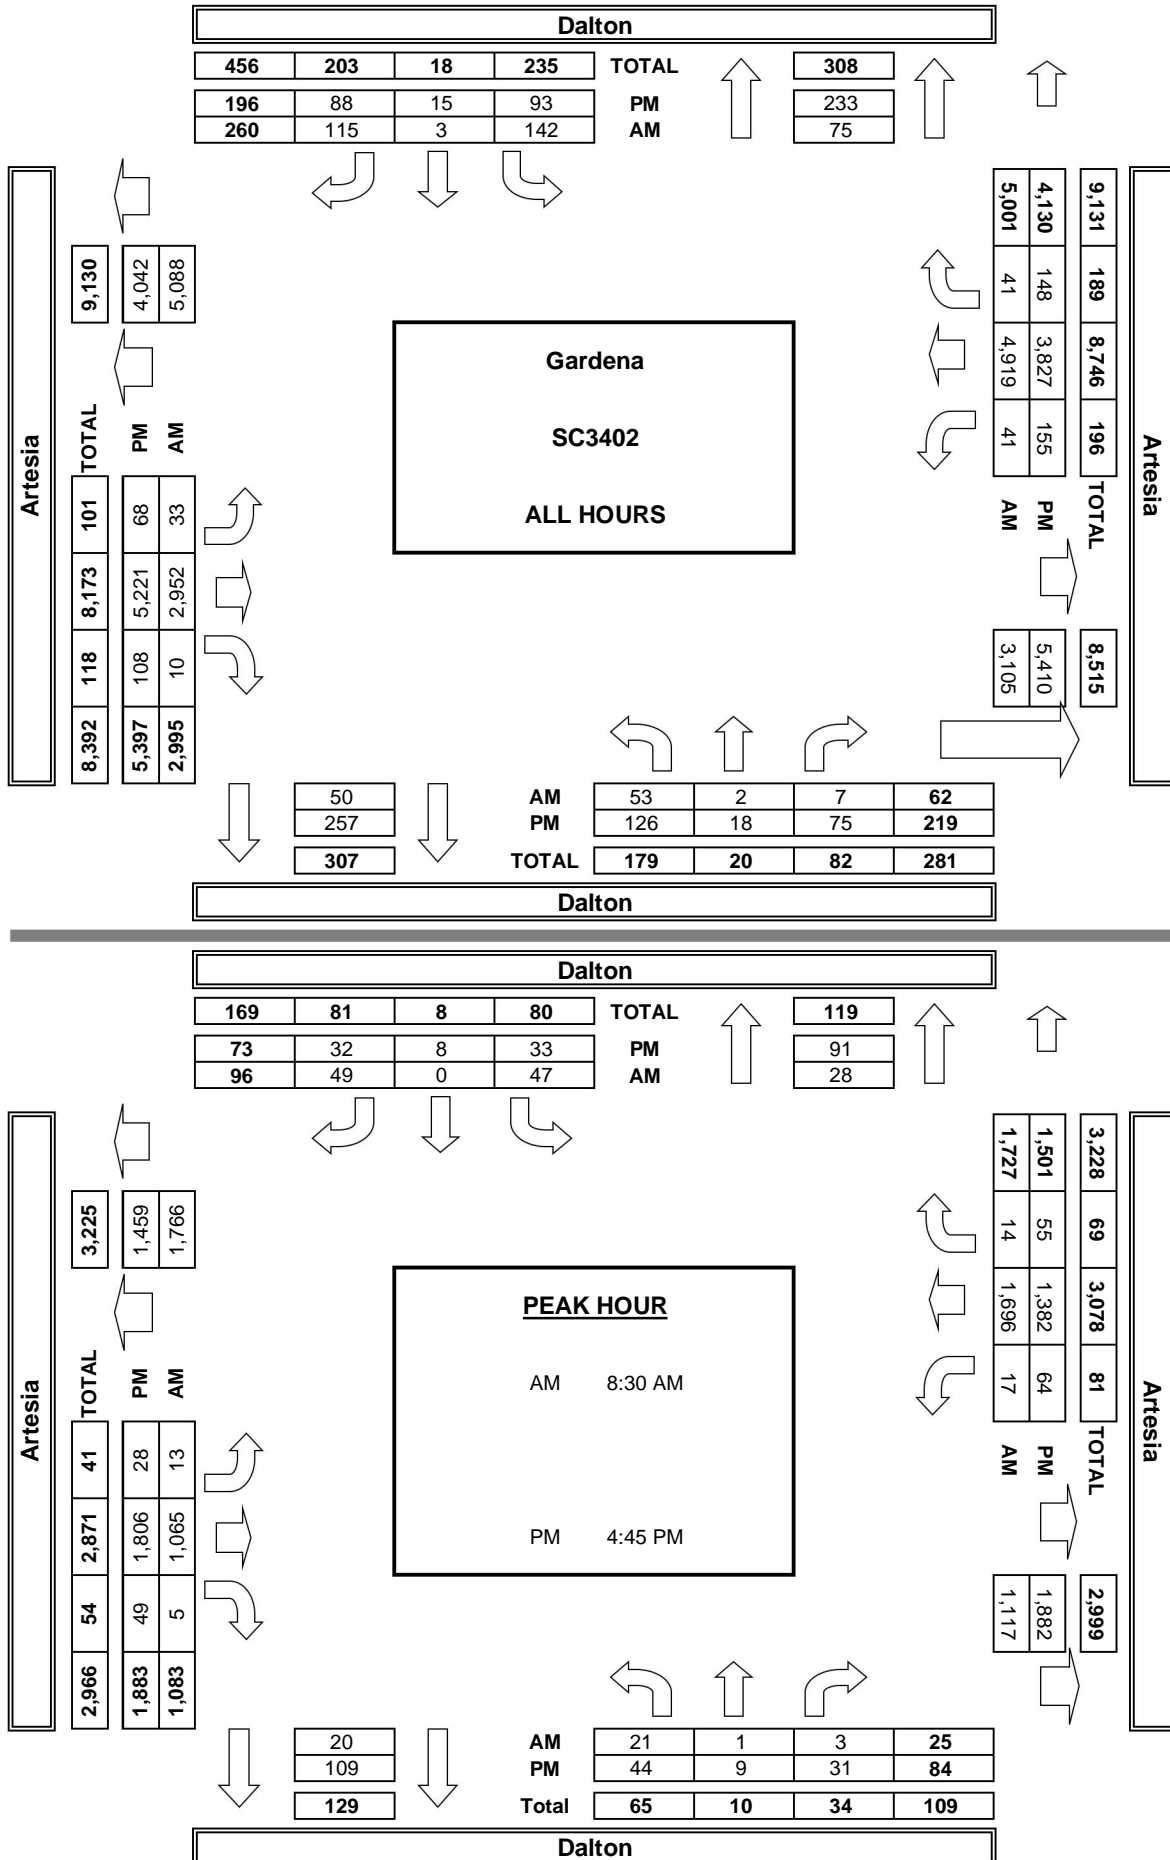 Dalton
456 203 18 235 TOTAL 308
196 88 15 93 PM 233
260 115 3 142 AM 75
Artesia
9,130
4,042
5,088
TOTAL 101 8,173 118 8,392
PM 68 5,221 108 5,397
AM 33 2,952 10 2,995
Gardena
SC3402
ALL HOURS
9,131 189 8,746 196 TOTAL 8,515
4,130 148 3,827 155 PM 5,410
5,001 41 4,919 41 AM 3,105
Artesia
50 AM 53 2 7 62
257 PM 126 18 75 219
307 TOTAL 179 20 82 281
Dalton
Dalton
169 81 8 80 TOTAL 119
73 32 8 33 PM 91
96 49 0 47 AM 28
Artesia
3,225
1,459
1,766
TOTAL 41 2,871 54 2,966
PM 28 1,806 49 1,883
AM 13 1,065 5 1,083
PEAK HOUR
AM 8:30 AM
PM 4:45 PM
3,228 69 3,078 81 TOTAL 2,999
1,501 55 1,382 64 PM 1,882
1,727 14 1,696 17 AM 1,117
Artesia
20 AM 21 1 3 25
109 PM 44 9 31 84
129 Total 65 10 34 109
Dalton